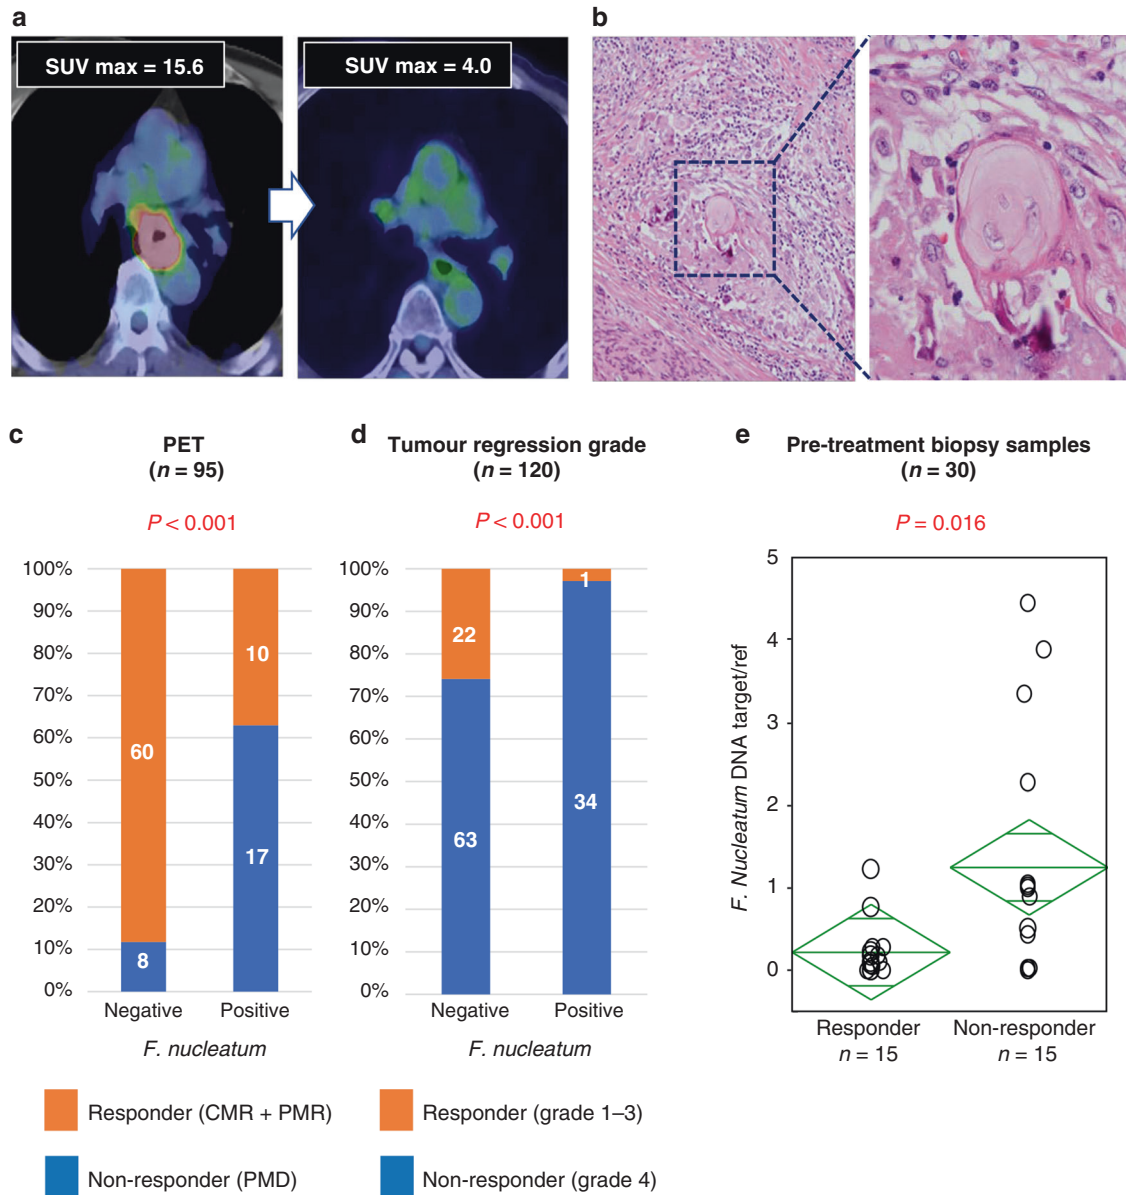 a
SUV max = 15.6
SUV max = 4.0
b
c
PET
(n = 95)
P < 0.001
100%
90%
80%
70%
60%
50%
40%
30%
20%
10%
0%
60
8
10
17
Negative
Positive
F. nucleatum
Responder (CMR + PMR)
Non-responder (PMD)
d
Tumour regression grade
(n = 120)
P < 0.001
100%
90%
80%
70%
60%
50%
40%
30%
20%
10%
0%
22
63
1
34
Negative
Positive
F. nucleatum
Responder (grade 1–3)
Non-responder (grade 4)
e
Pre-treatment biopsy samples
(n = 30)
P = 0.016
F. Nucleatum DNA target/ref
5
4
3
2
1
0
Responder
n = 15
Non-responder
n = 15